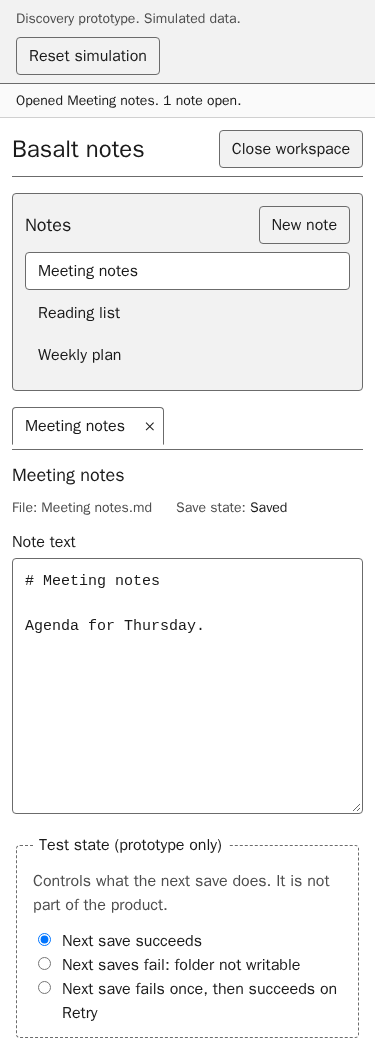 Discovery prototype. Simulated data.
Reset simulation
Opened Meeting notes. 1 note open.
Basalt notes
Close workspace
Notes
New note
Meeting notes
Reading list
Weekly plan
Meeting notes ×
Meeting notes
File: Meeting notes.md Save state: Saved
Note text
# Meeting notes
Agenda for Thursday.
Test state (prototype only)
Controls what the next save does. It is not
part of the product.
Next save succeeds
Next saves fail: folder not writable
Next save fails once, then succeeds on
Retry